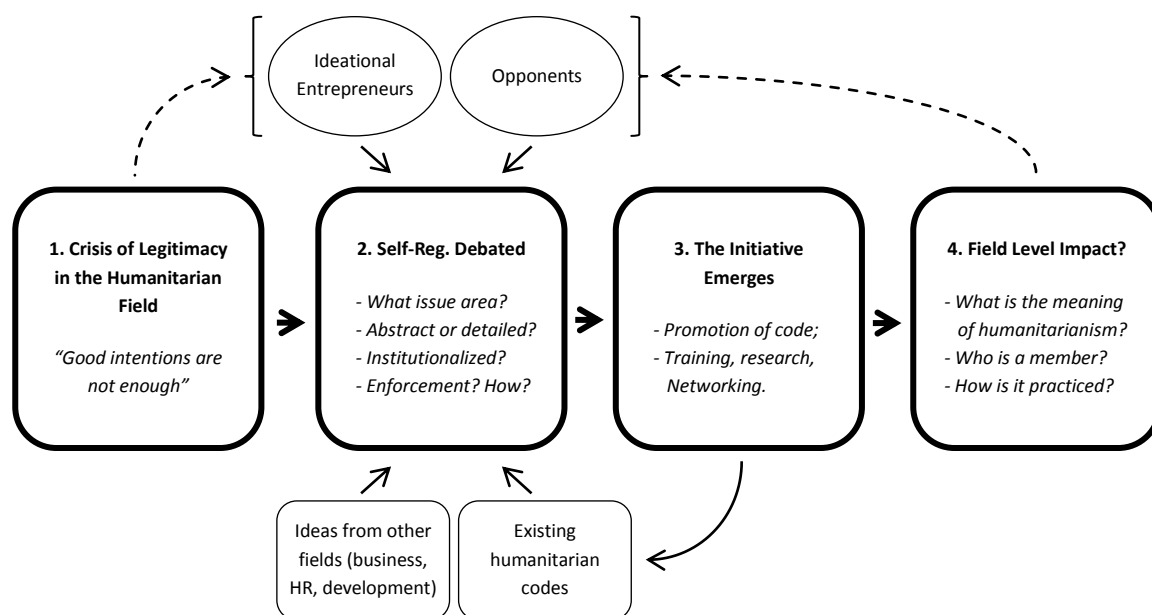 Ideational
Entrepreneurs
Opponents
1. Crisis of Legitimacy
in the Humanitarian
Field
“Good intentions are
not enough”
2. Self-Reg. Debated
- What issue area?
- Abstract or detailed?
- Institutionalized?
- Enforcement? How?
3. The Initiative
Emerges
- Promotion of code;
- Training, research,
Networking.
4. Field Level Impact?
- What is the meaning
of humanitarianism?
- Who is a member?
- How is it practiced?
Ideas from other
fields (business,
HR, development)
Existing
humanitarian
codes